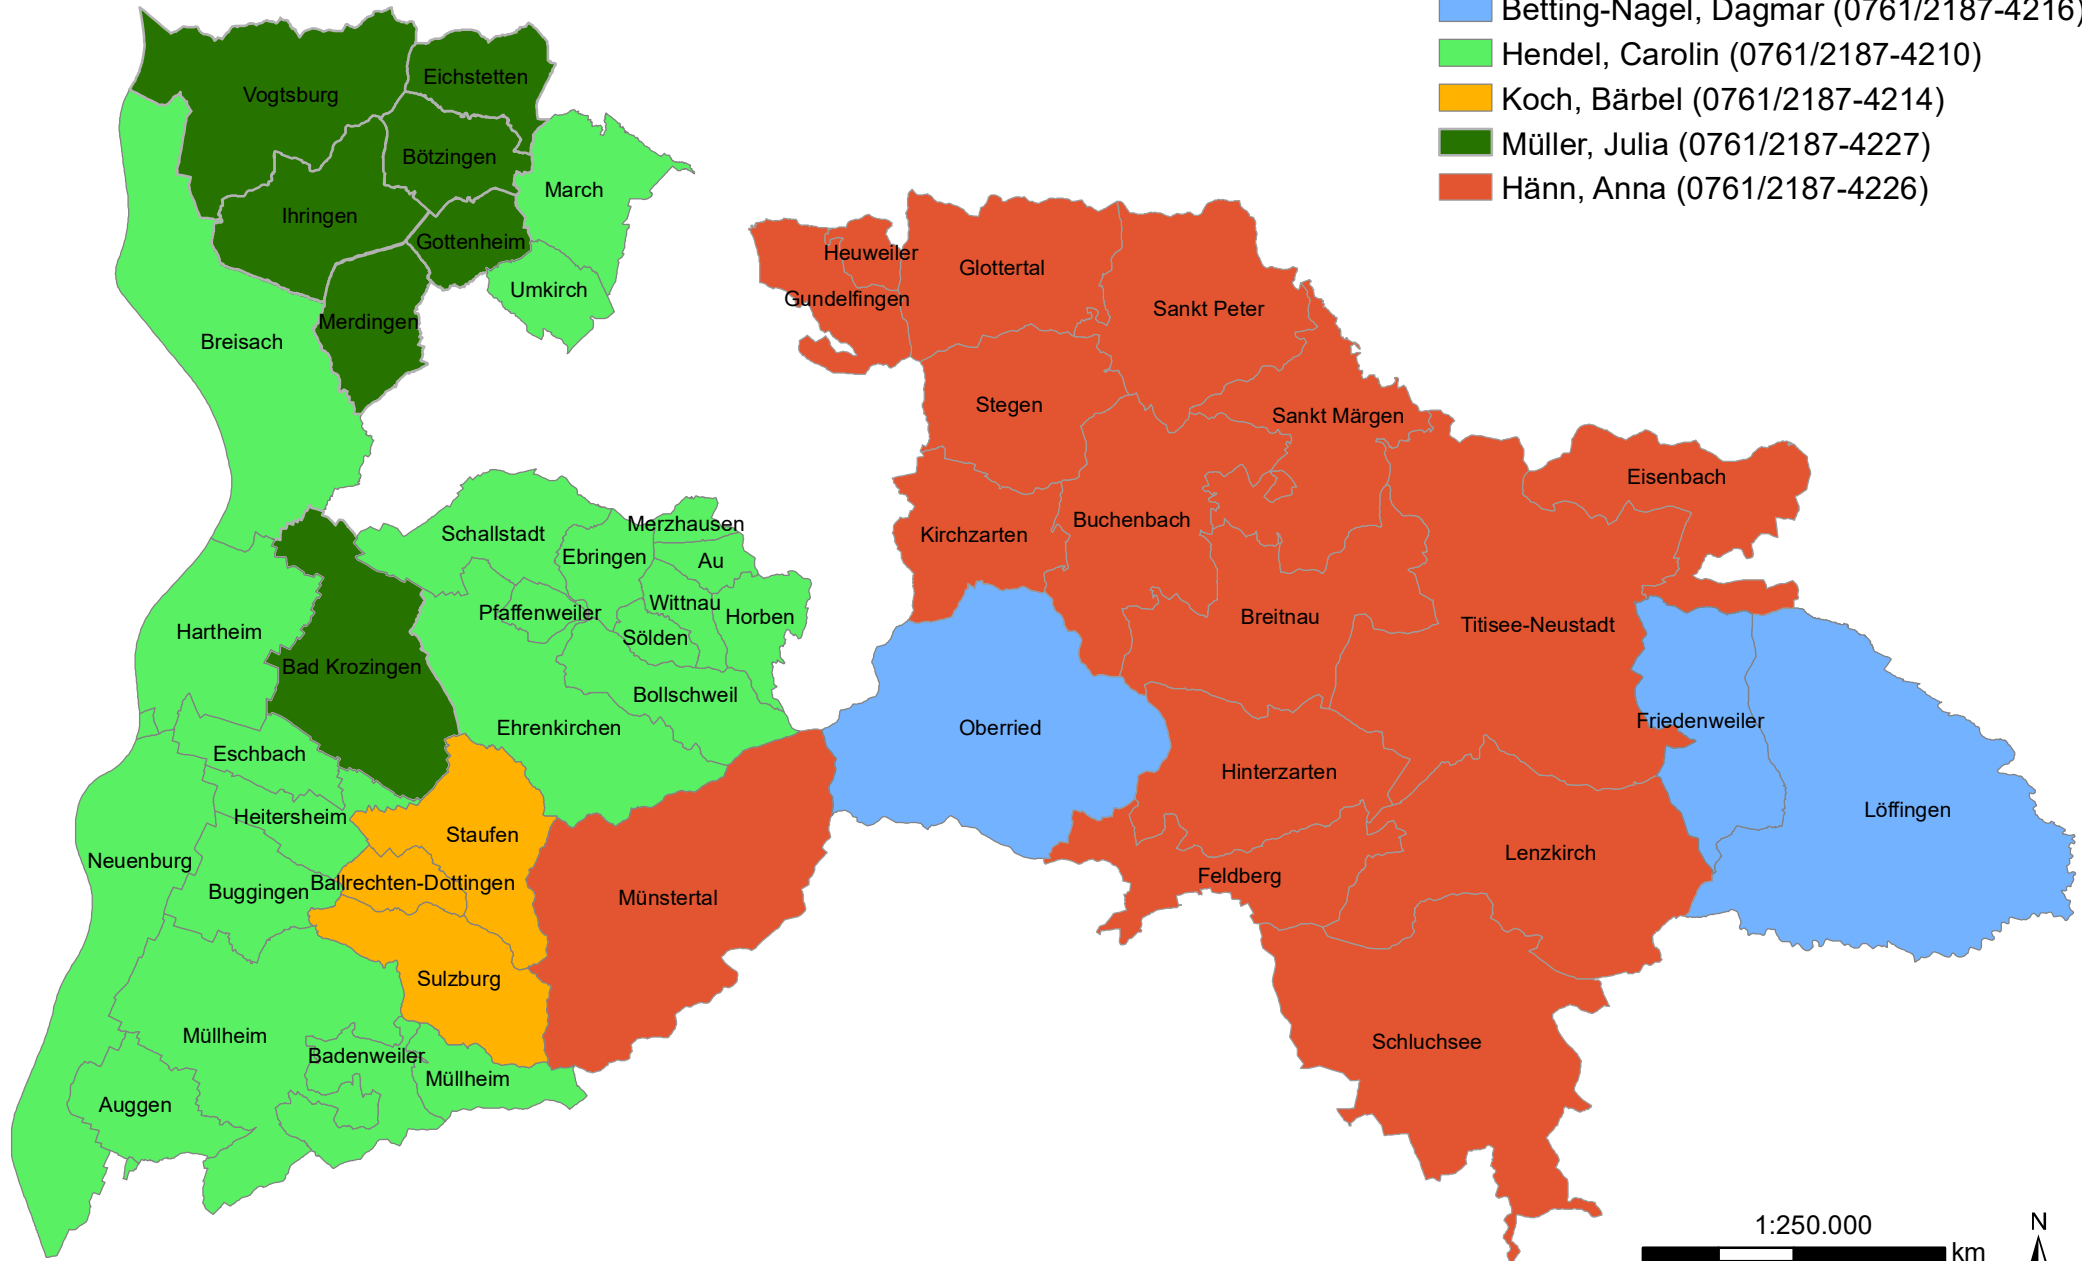 Betting-Nagel, Dagmar (0761/2187-4216)
Hendel, Carolin (0761/2187-4210)
Koch, Bärbel (0761/2187-4214)
Müller, Julia (0761/2187-4227)
Hänn, Anna (0761/2187-4226)
Vogtsburg
Eichstetten
Bötzingen
March
Ihringen
Gottenheim
Umkirch
Merdingen
Breisach
Heuweiler
Glottertal
Gundelfingen
Sankt Peter
Stegen
Sankt Märgen
Eisenbach
Kirchzarten
Buchenbach
Schallstadt
Merzhausen
Ebringen
Au
Pfaffenweiler
Wittnau
Horben
Sölden
Hartheim
Bad Krozingen
Bollschweil
Ehrenkirchen
Breitnau
Titisee-Neustadt
Oberried
Friedenweiler
Hinterzarten
Löffingen
Eschbach
Heitersheim
Staufen
Neuenburg
Buggingen
Ballrechten-Dottingen
Münstertal
Feldberg
Lenzkirch
Sulzburg
Müllheim
Badenweiler
Müllheim
Auggen
Schluchsee
1:250.000
km
N